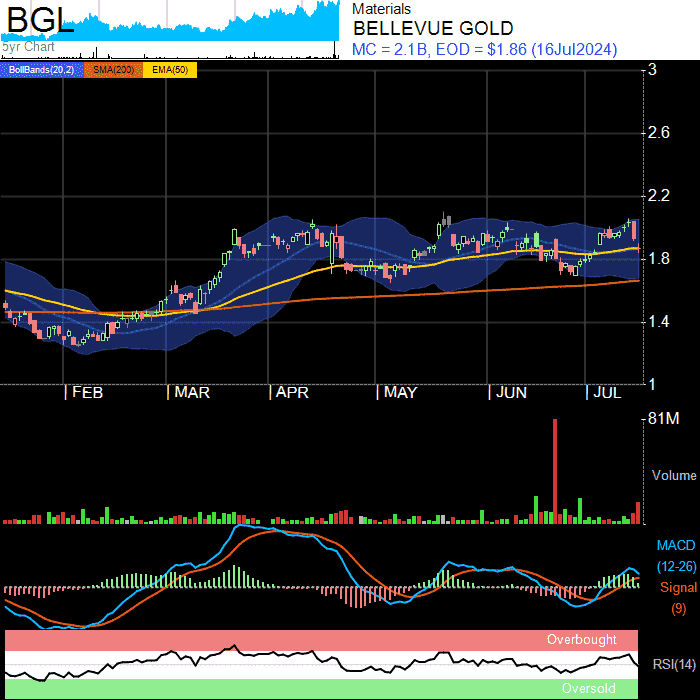 BGL
5yr Chart
Materials
BELLEVUE GOLD
MC = 2.1B, EOD = $1.86 (16Jul2024)
BollBands(20,2) SMA(200) EMA(50)
3
2.6
2.2
1.8
1.4
1
FEB MAR APR MAY JUN JUL
81M
Volume
MACD
(12-26)
Signal
(9)
Overbought
RSI(14)
Oversold